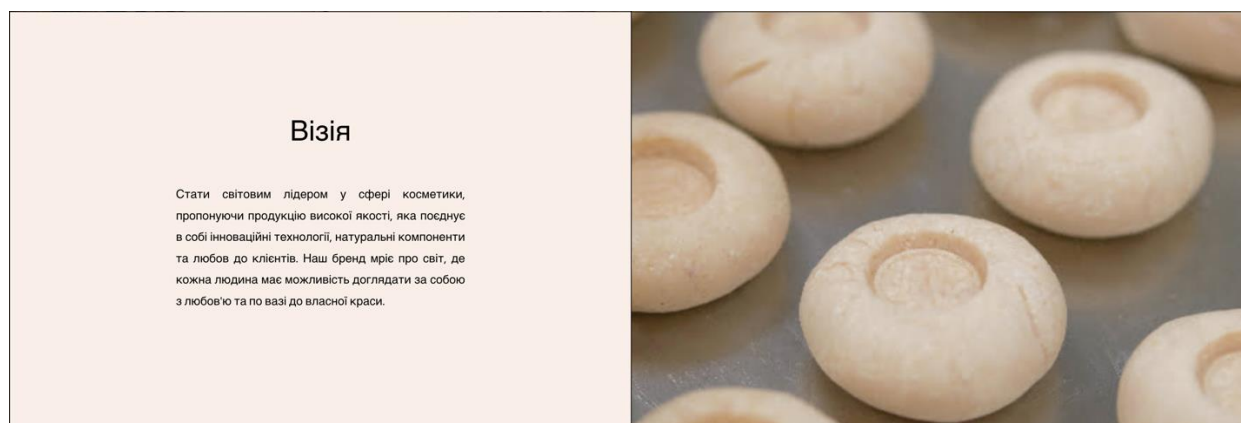 Візія
Стати світовим лідером у сфері косметики,
пропонуючи продукцію високої якості, яка поєднує
в собі інноваційні технології, натуральні компоненти
та любов до клієнтів. Наш бренд мріє про світ, де
кожна людина має можливість доглядати за собою
з любов'ю та по вазі до власної краси.